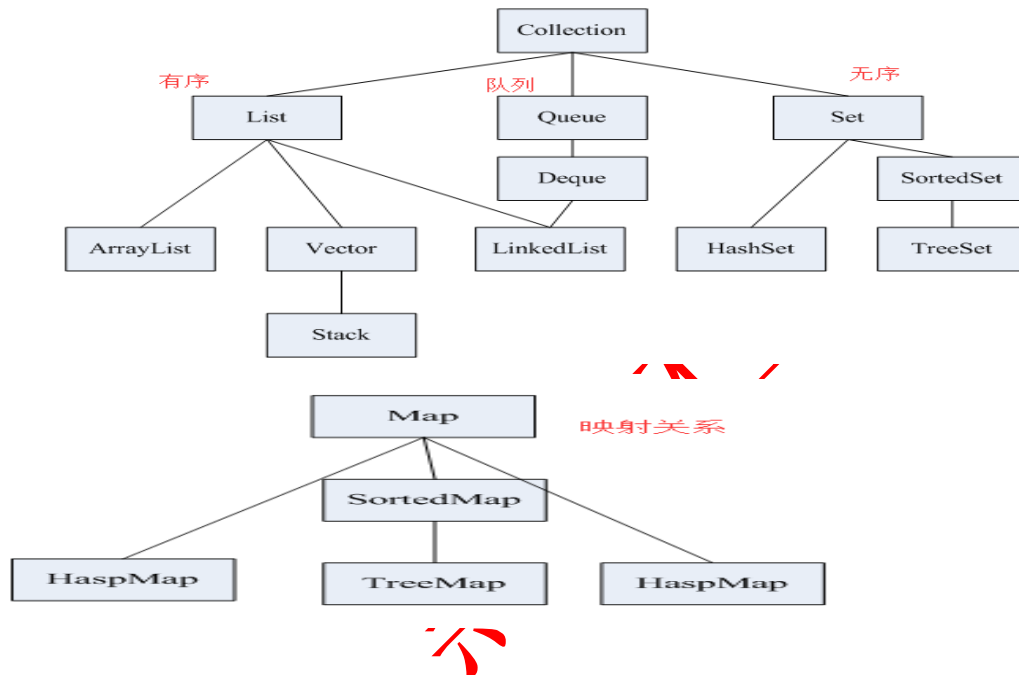 Collection
有序
队列
无序
List
Queue
Set
Deque
SortedSet
ArrayList
Vector
LinkedList
HashSet
TreeSet
Stack
Map
映射关系
SortedMap
HaspMap
TreeMap
HaspMap